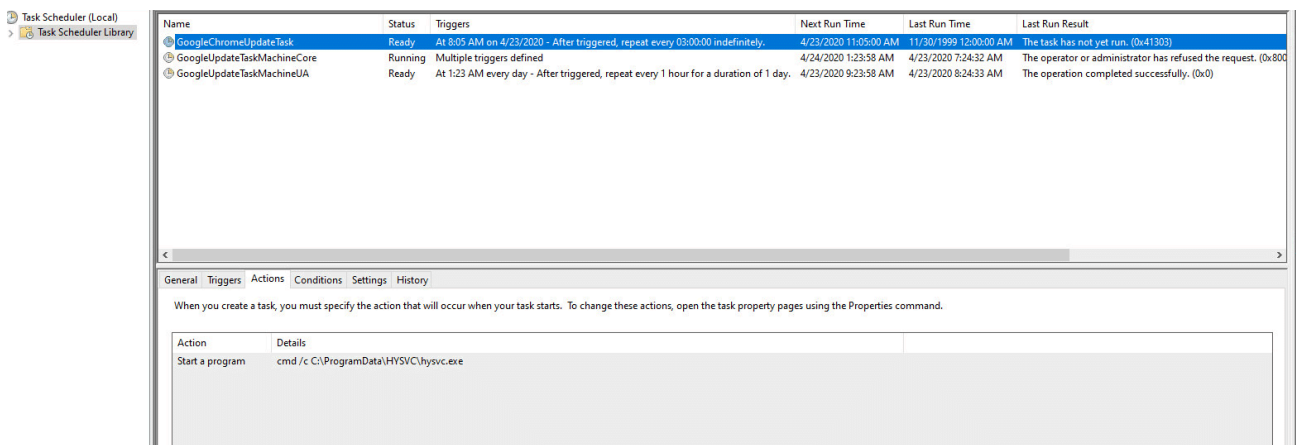 Task Scheduler (Local)
Task Scheduler Library
Name Status Triggers Next Run Time Last Run Time Last Run Result
GoogleChromeUpdateTask Ready At 8:05 AM on 4/23/2020 - After triggered, repeat every 03:00:00 indefinitely. 4/23/2020 11:05:00 AM 11/30/1999 12:00:00 AM The task has not yet run. (0x41303)
GoogleUpdateTaskMachineCore Running Multiple triggers defined 4/24/2020 1:23:58 AM 4/23/2020 7:24:32 AM The operator or administrator has refused the request. (0x800
GoogleUpdateTaskMachineUA Ready At 1:23 AM every day - After triggered, repeat every 1 hour for a duration of 1 day. 4/23/2020 9:23:58 AM 4/23/2020 8:24:33 AM The operation completed successfully. (0x0)
General Triggers Actions Conditions Settings History
When you create a task, you must specify the action that will occur when your task starts. To change these actions, open the task property pages using the Properties command.
Action Details
Start a program cmd /c C:\ProgramData\HYSVC\hysvc.exe